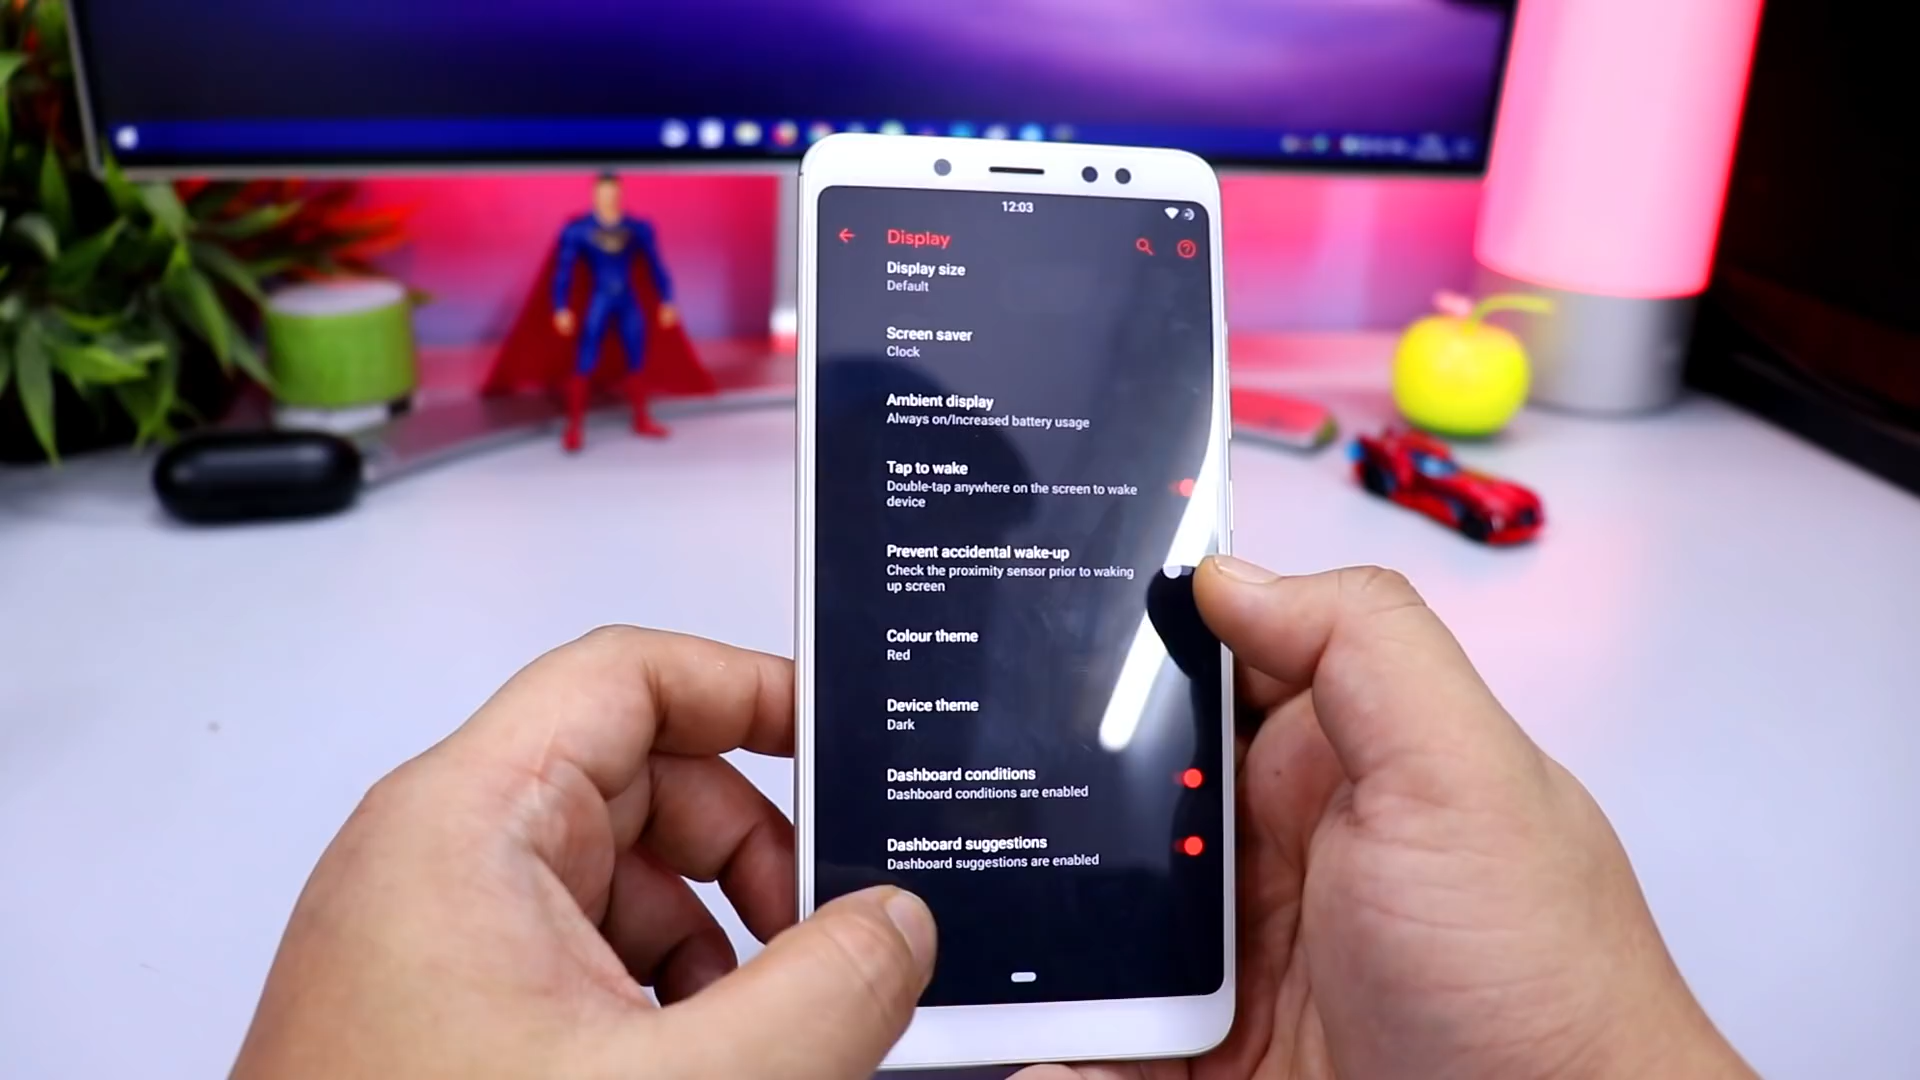 12:03
Display
Display size
Default
Screen saver
Clock
Ambient display
Always on/Increased battery usage
Tap to wake
Double-tap anywhere on the screen to wake
device
Prevent accidental wake-up
Check the proximity sensor prior to waking
up screen
Colour theme
Red
Device theme
Dark
Dashboard conditions
Dashboard conditions are enabled
Dashboard suggestions
Dashboard suggestions are enabled